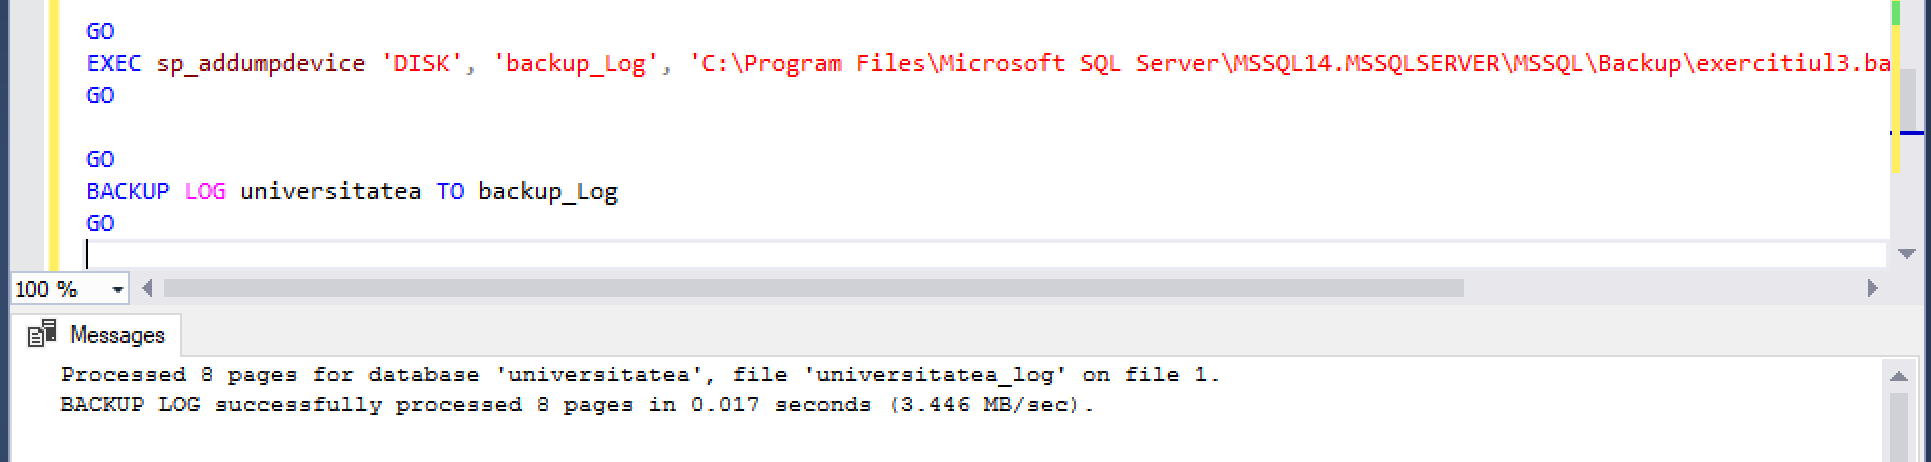 GO
EXEC sp_addumpdevice 'DISK', 'backup_Log', 'C:\Program Files\Microsoft SQL Server\MSSQL14.MSSQLSERVER\MSSQL\Backup\exercitiul3.ba
GO
GO
BACKUP LOG universitatea TO backup_Log
GO
100 %
Messages
Processed 8 pages for database 'universitatea', file 'universitatea_log' on file 1.
BACKUP LOG successfully processed 8 pages in 0.017 seconds (3.446 MB/sec).